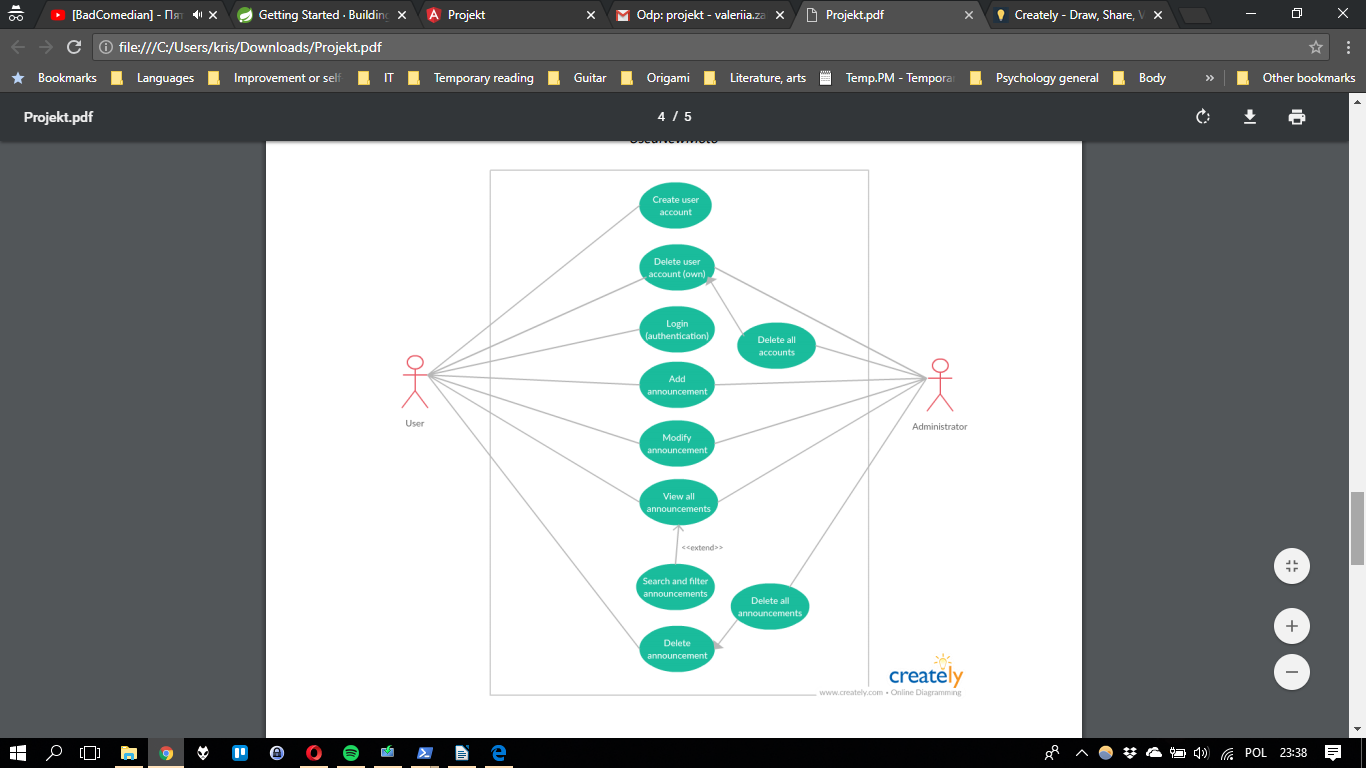 [BadComedian] - Пят
Getting Started · Building
Projekt
Odp: projekt - valeriia.za
Projekt.pdf
Creately - Draw, Share, V
file:///C:/Users/kris/Downloads/Projekt.pdf
Bookmarks
Languages
Improvement or self
IT
Temporary reading
Guitar
Origami
Literature, arts
Temp.PM - Tempora
Psychology general
Body
»
Other bookmarks
Projekt.pdf
4 / 5
UsedNewMoto
Create user
account
Delete user
account (own)
Login
(authentication)
Delete all
accounts
Add
announcement
User
Administrator
Modify
announcement
View all
announcements
<<extend>>
Search and filter
announcements
Delete all
announcements
Delete
announcement
creately
www.creately.com • Online Diagramming
POL
23:38